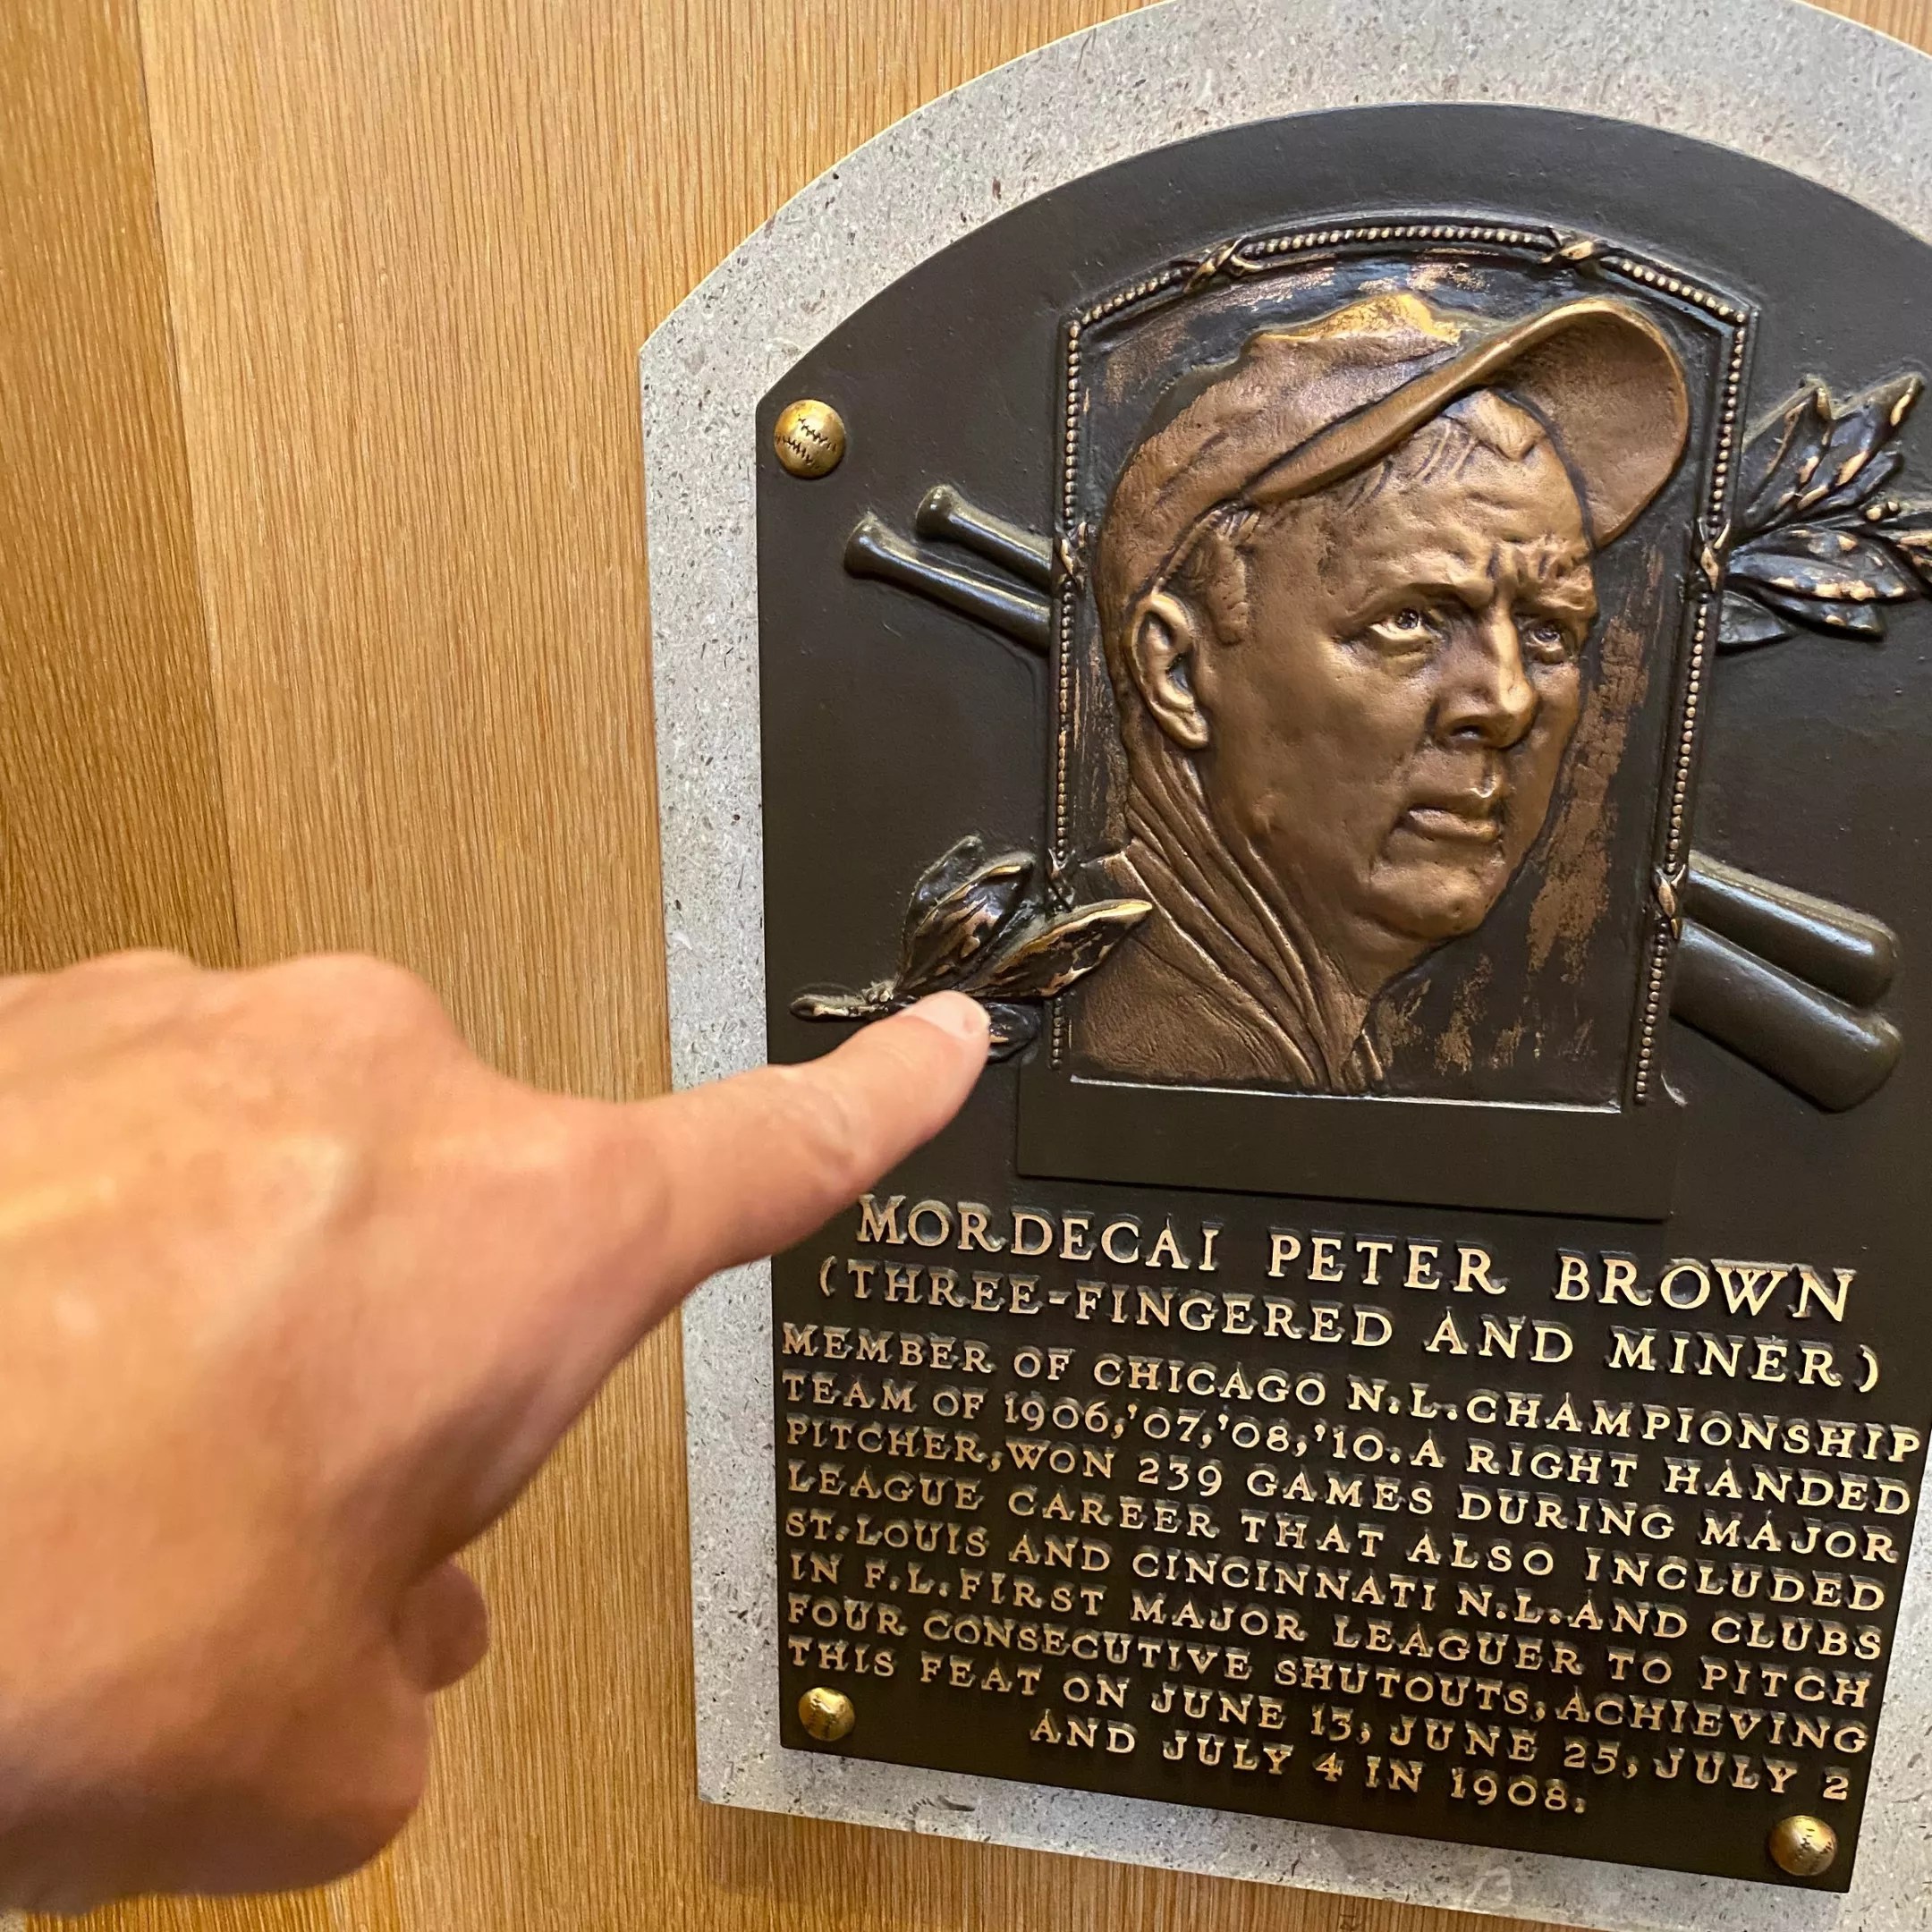 MORDECAI PETER BROWN
(THREE-FINGERED AND MINER)
MEMBER OF CHICAGO N.L. CHAMPIONSHIP
TEAM OF 1906,'07,'08,'10. A RIGHT HANDED
PITCHER, WON 239 GAMES DURING MAJOR
LEAGUE CAREER THAT ALSO INCLUDED
ST. LOUIS AND CINCINNATI N.L. AND CLUBS
IN F.L. FIRST MAJOR LEAGUER TO PITCH
FOUR CONSECUTIVE SHUTOUTS, ACHIEVING
THIS FEAT ON JUNE 13, JUNE 25, JULY 2
AND JULY 4 IN 1908.